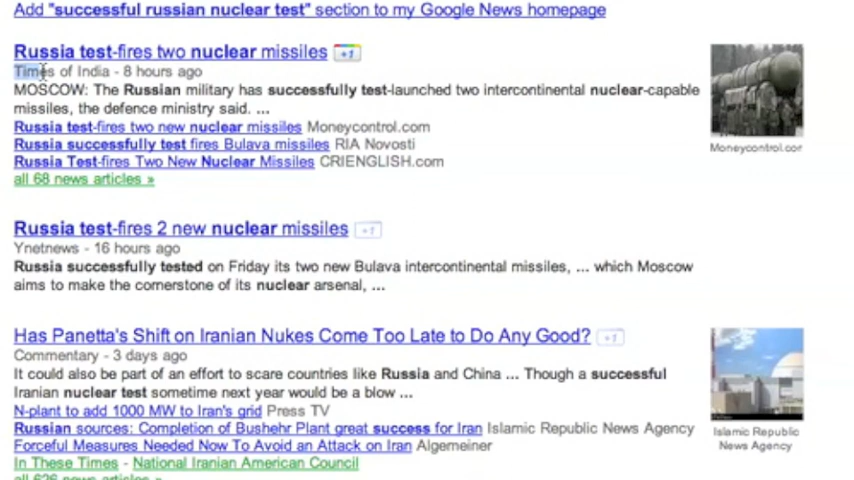 Add "successful russian nuclear test" section to my Google News homepage
Russia test-fires two nuclear missiles +1
Times of India - 8 hours ago
MOSCOW: The Russian military has successfully test-launched two intercontinental nuclear-capable
missiles, the defence ministry said. ...
Russia test-fires two new nuclear missiles Moneycontrol.com
Russia successfully test fires Bulava missiles RIA Novosti
Russia Test-fires Two New Nuclear Missiles CRIENGLISH.com
all 68 news articles »
Moneycontrol.cor
Russia test-fires 2 new nuclear missiles +1
Ynetnews - 16 hours ago
Russia successfully tested on Friday its two new Bulava intercontinental missiles, ... which Moscow
aims to make the cornerstone of its nuclear arsenal, ...
Has Panetta's Shift on Iranian Nukes Come Too Late to Do Any Good? +1
Commentary - 3 days ago
It could also be part of an effort to scare countries like Russia and China ... Though a successful
Iranian nuclear test sometime next year would be a blow ...
N-plant to add 1000 MW to Iran's grid Press TV
Russian sources: Completion of Bushehr Plant great success for Iran Islamic Republic News Agency
Forceful Measures Needed Now To Avoid an Attack on Iran Algemeiner
In These Times - National Iranian American Council
all 626 news articles »
Islamic Republic
News Agency